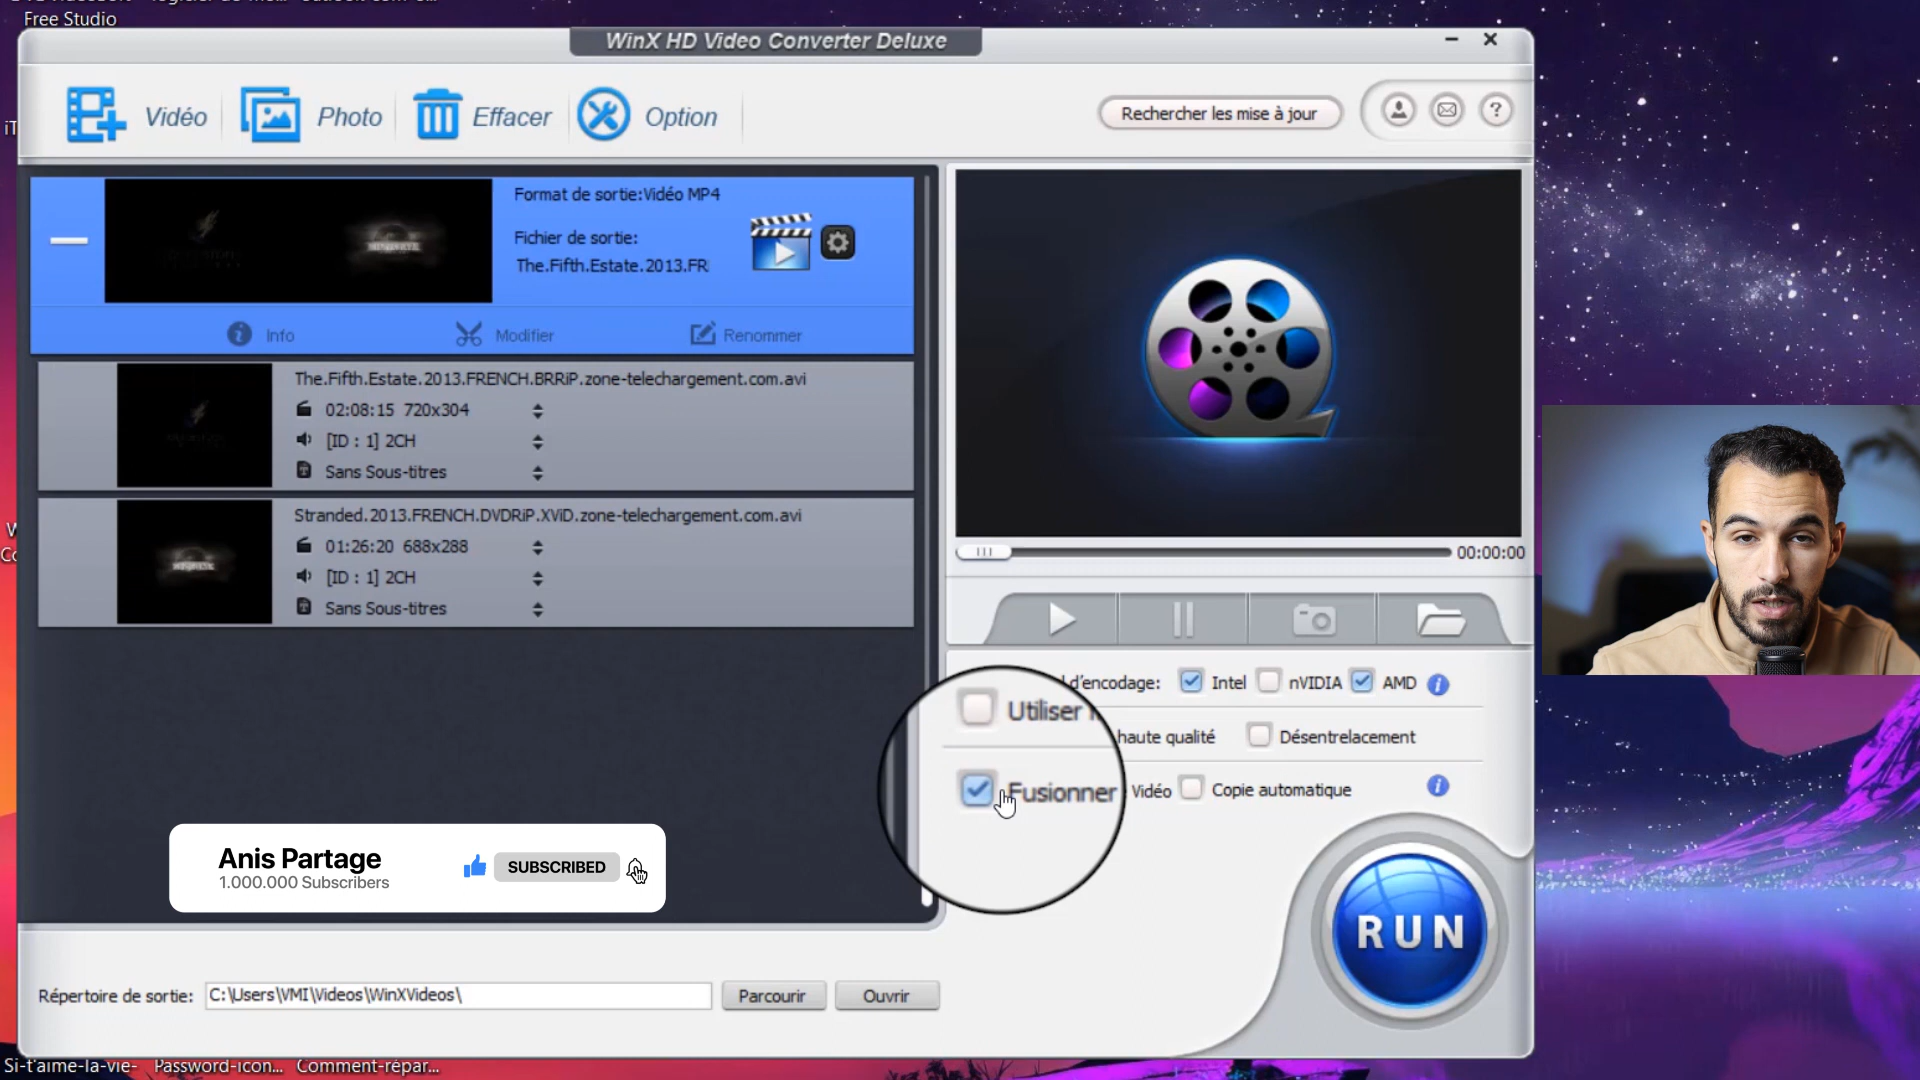 Free Studio
WinX HD Video Converter Deluxe
Vidéo
Photo
Effacer
Option
Rechercher les mise à jour
?
Format de sortie:Vidéo MP4
Fichier de sortie:
The.Fifth.Estate.2013.FR
Info
Modifier
Renommer
The.Fifth.Estate.2013.FRENCH.BRRiP.zone-telechargement.com.avi
02:08:15 720x304
[ID : 1] 2CH
Sans Sous-titres
Stranded.2013.FRENCH.DVDRiP.XViD.zone-telechargement.com.avi
01:26:20 688x288
[ID : 1] 2CH
Sans Sous-titres
00:00:00
d'encodage:
Intel
nVIDIA
AMD
Utiliser
haute qualité
Désentrelacement
Fusionner
Vidéo
Copie automatique
Anis Partage
1.000.000 Subscribers
SUBSCRIBED
RUN
Répertoire de sortie:
C:\Users\VMI\Videos\WinXVideos\
Parcourir
Ouvrir
Si-t'aime-la-vie-
Password-icon...
Comment-répar...